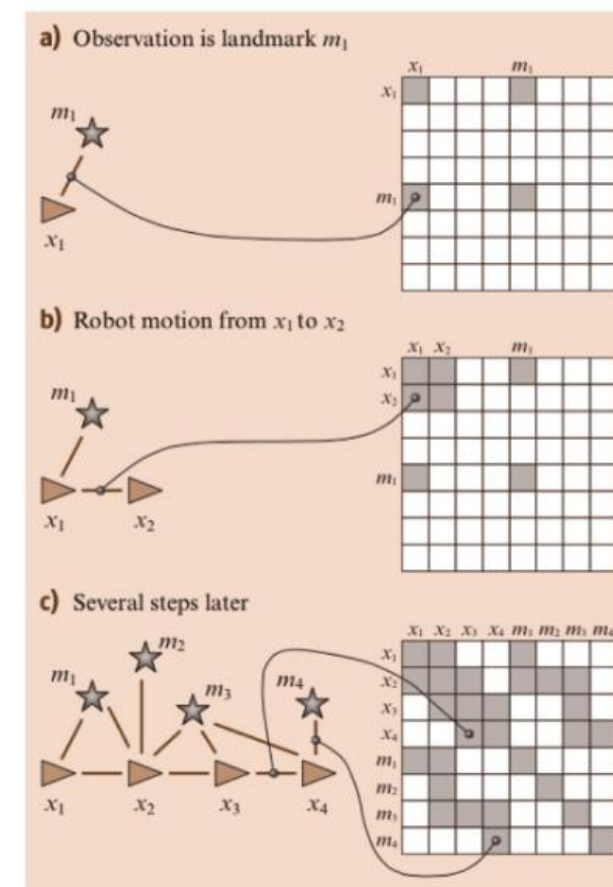 a) Observation is landmark m₁
x₁ m₁
x₁
m₁
m₁
x₁
b) Robot motion from x₁ to x₂
x₁ x₂ m₁
x₁
x₂
m₁
m₁
x₁ x₂
c) Several steps later
x₁ x₂ x₃ x₄ m₁ m₂ m₃ m₄
x₁
x₂
x₃
x₄
m₁
m₂
m₃
m₄
m₂
m₁ m₃ m₄
x₁ x₂ x₃ x₄